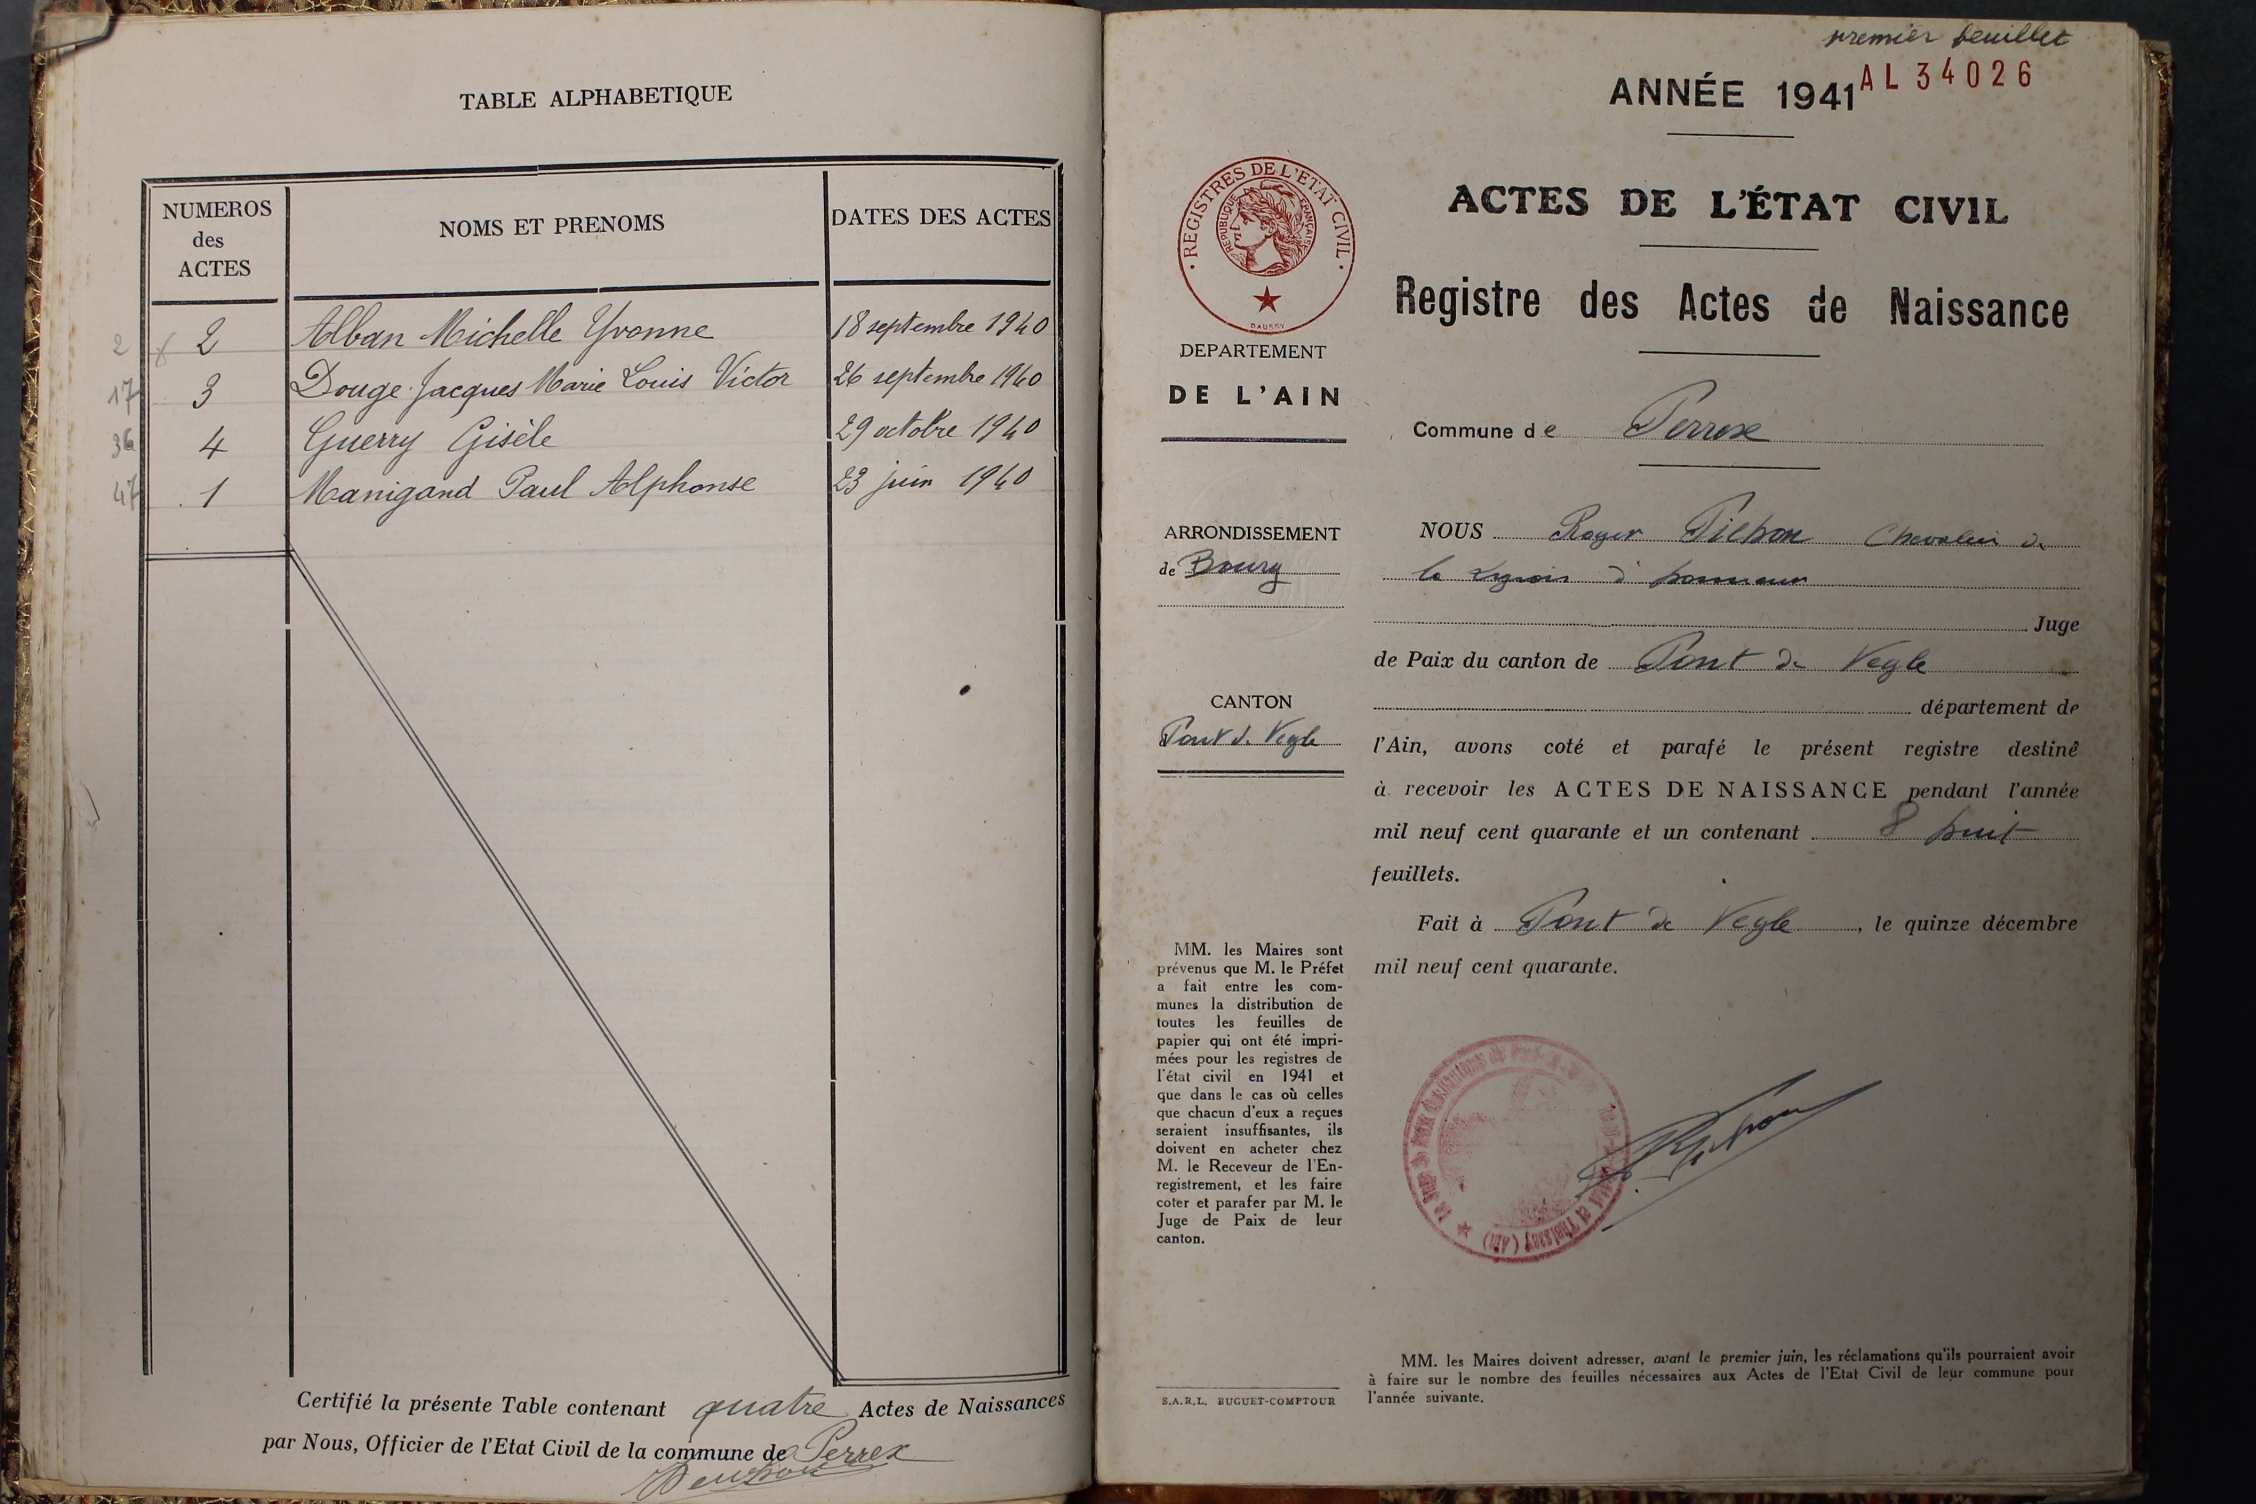 TABLE ALPHABETIQUE
NUMEROS
des
ACTES
NOMS ET PRENOMS
DATES DES ACTES
2 2 Alban Michelle Yvonne 18 septembre 1940
17 3 Douge Jacques Marie Louis Victor 26 septembre 1940
36 4 Guerry Gisèle 29 octobre 1940
47 1 Manigand Paul Alphonse 23 juin 1940
Certifié la présente Table contenant quatre Actes de Naissances
par Nous, Officier de l'Etat Civil de la commune de Perrex
premier feuillet
ANNÉE 1941 AL 34026
REGISTRES DE L'ETAT CIVIL
REPUBLIQUE FRANÇAISE
DAUSSY
ACTES DE L'ÉTAT CIVIL
Registre des Actes de Naissance
DEPARTEMENT
DE L'AIN
Commune de Perrex
ARRONDISSEMENT
de Bourg
CANTON
Pont de Veyle
NOUS Roger Pichon Chevalier de
la Légion d'honneur
Juge
de Paix du canton de Pont de Veyle
département de
l'Ain, avons coté et parafé le présent registre destiné
à recevoir les ACTES DE NAISSANCE pendant l'année
mil neuf cent quarante et un contenant 8 huit
feuillets.
Fait à Pont de Veyle, le quinze décembre
mil neuf cent quarante.
MM. les Maires sont
prévenus que M. le Préfet
a fait entre les com-
munes la distribution de
toutes les feuilles de
papier qui ont été impri-
mées pour les registres de
l'état civil en 1941 et
que dans le cas où celles
que chacun d'eux a reçues
seraient insuffisantes, ils
doivent en acheter chez
M. le Receveur de l'En-
registrement, et les faire
coter et parafer par M. le
Juge de Paix de leur
canton.
et Thoissey (Ain)
S.A.R.L. BUGUET-COMPTOUR
MM. les Maires doivent adresser, avant le premier juin, les réclamations qu'ils pourraient avoir
à faire sur le nombre des feuilles nécessaires aux Actes de l'Etat Civil de leur commune pour
l'année suivante.